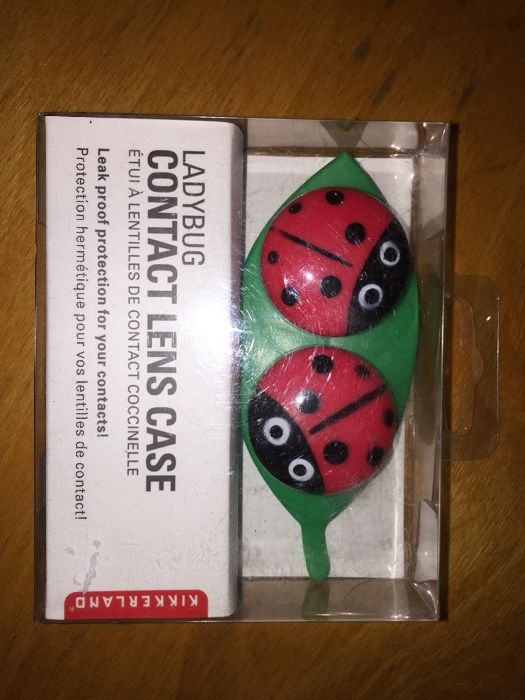 LADYBUG
CONTACT LENS CASE
ÉTUI À LENTILLES DE CONTACT COCCINELLE
Leak proof protection for your contacts!
Protection hermétique pour vos lentilles de contact!
KIKKERLAND®